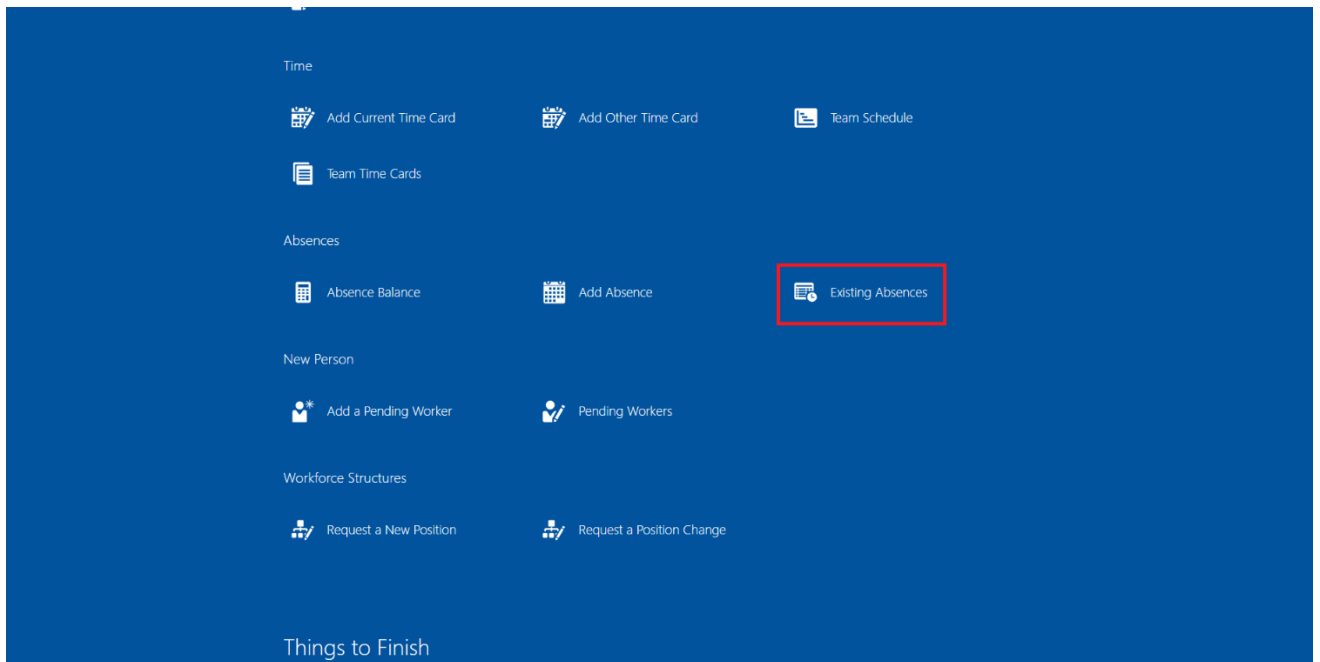 Time
Add Current Time Card
Add Other Time Card
Team Schedule
Team Time Cards
Absences
Absence Balance
Add Absence
Existing Absences
New Person
Add a Pending Worker
Pending Workers
Workforce Structures
Request a New Position
Request a Position Change
Things to Finish